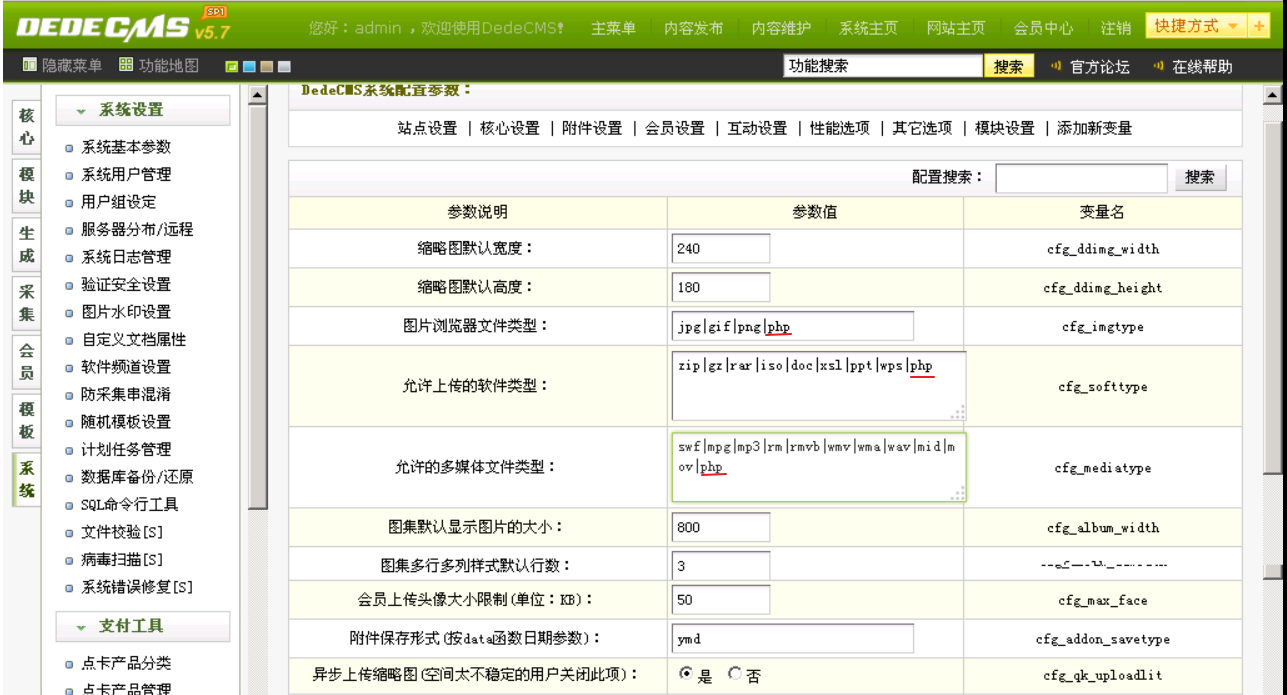 DEDECMS v5.7 SP1
您好：admin ，欢迎使用DedeCMS！ 主菜单 内容发布 内容维护 系统主页 网站主页 会员中心 注销 快捷方式 +
隐藏菜单 功能地图 功能搜索 搜索 官方论坛 在线帮助
核心
模块
生成
采集
会员
模板
系统
系统设置
系统基本参数
系统用户管理
用户组设定
服务器分布/远程
系统日志管理
验证安全设置
图片水印设置
自定义文档属性
软件频道设置
防采集串混淆
随机模板设置
计划任务管理
数据库备份/还原
SQL命令行工具
文件校验[S]
病毒扫描[S]
系统错误修复[S]
支付工具
点卡产品分类
点卡产品管理
DedeCMS系统配置参数：
站点设置 | 核心设置 | 附件设置 | 会员设置 | 互动设置 | 性能选项 | 其它选项 | 模块设置 | 添加新变量
配置搜索： 搜索
参数说明 参数值 变量名
缩略图默认宽度： 240 cfg_ddimg_width
缩略图默认高度： 180 cfg_ddimg_height
图片浏览器文件类型： jpg|gif|png|php cfg_imgtype
允许上传的软件类型： zip|gz|rar|iso|doc|xsl|ppt|wps|php cfg_softtype
允许的多媒体文件类型： swf|mpg|mp3|rm|rmvb|wmv|wma|wav|mid|m
ov|php cfg_mediatype
图集默认显示图片的大小： 800 cfg_album_width
图集多行多列样式默认行数： 3
会员上传头像大小限制(单位：KB)： 50 cfg_max_face
附件保存形式(按data函数日期参数)： ymd cfg_addon_savetype
异步上传缩略图(空间太不稳定的用户关闭此项)： 是 否 cfg_qk_uploadlit